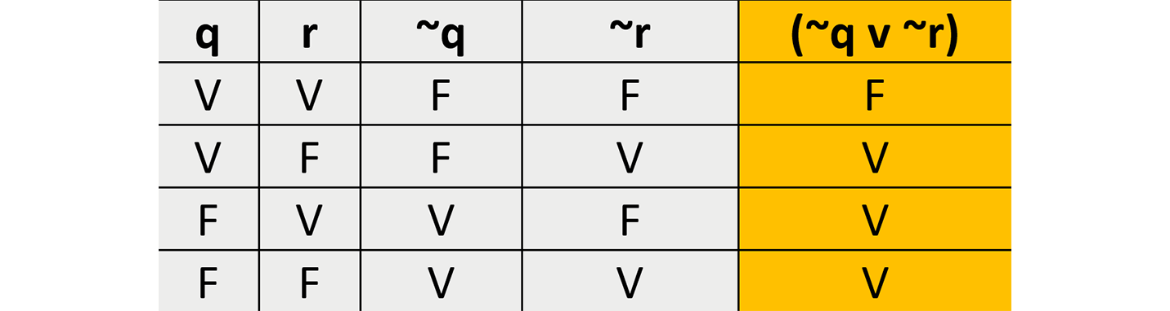 q r ~q ~r (~q v ~r)
V V F F F
V F F V V
F V V F V
F F V V V